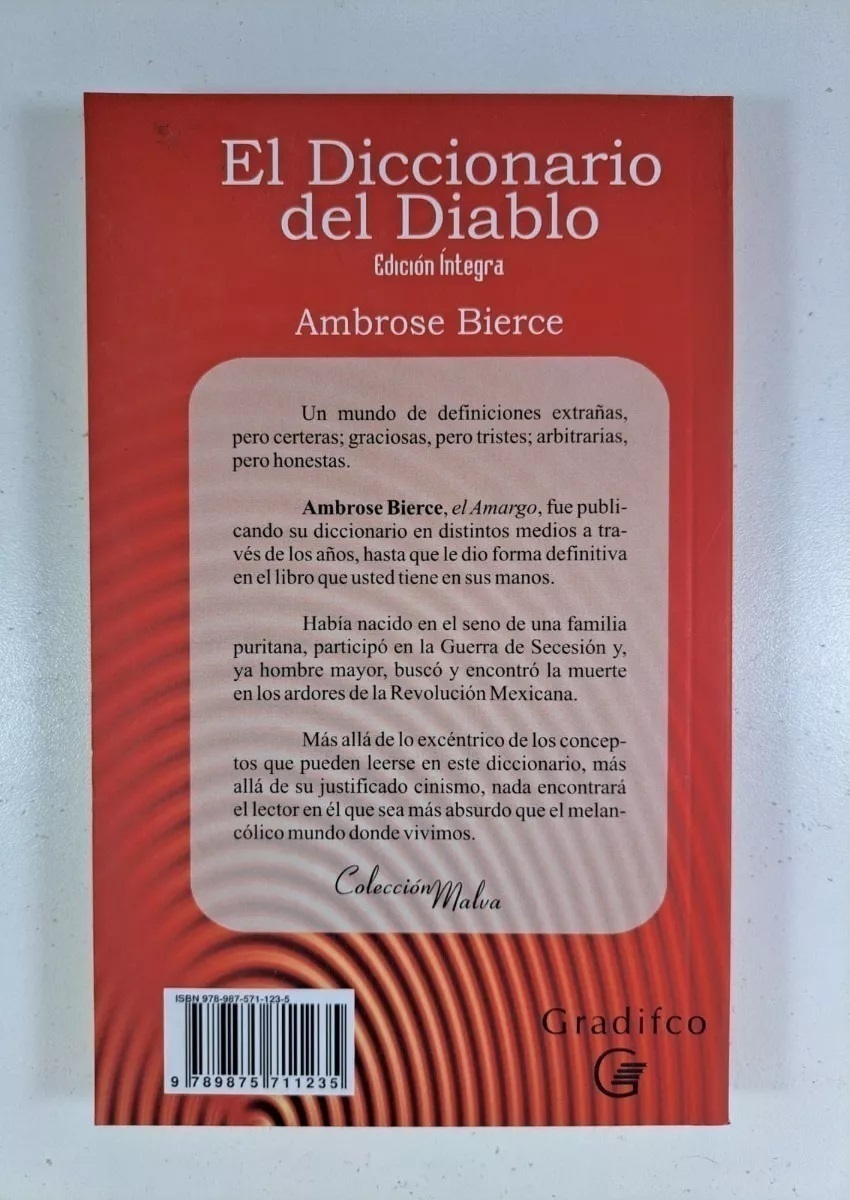 El Diccionario
del Diablo
Edición Íntegra
Ambrose Bierce
Un mundo de definiciones extrañas,
pero certeras; graciosas, pero tristes; arbitrarias,
pero honestas.
Ambrose Bierce, el Amargo, fue publi-
cando su diccionario en distintos medios a tra-
vés de los años, hasta que le dio forma definitiva
en el libro que usted tiene en sus manos.
Había nacido en el seno de una familia
puritana, participó en la Guerra de Secesión y,
ya hombre mayor, buscó y encontró la muerte
en los ardores de la Revolución Mexicana.
Más allá de lo excéntrico de los concep-
tos que pueden leerse en este diccionario, más
allá de su justificado cinismo, nada encontrará
el lector en él que sea más absurdo que el melan-
cólico mundo donde vivimos.
Colección Malva
ISBN 978-987-571-123-5
9 789875 711235
Gradifco
G